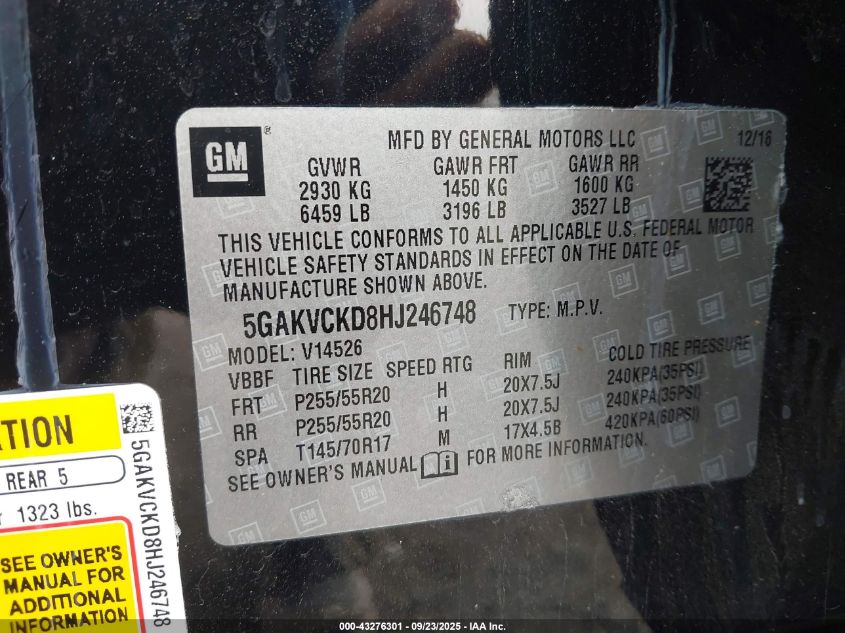 GM
®
MFD BY GENERAL MOTORS LLC
12/16
GVWR GAWR FRT GAWR RR
2930 KG 1450 KG 1600 KG
6459 LB 3196 LB 3527 LB
THIS VEHICLE CONFORMS TO ALL APPLICABLE U.S. FEDERAL MOTOR
VEHICLE SAFETY STANDARDS IN EFFECT ON THE DATE OF
MANUFACTURE SHOWN ABOVE.
5GAKVCKD8HJ246748 TYPE: M.P.V.
MODEL: V14526
VBBF TIRE SIZE SPEED RTG RIM COLD TIRE PRESSURE
FRT P255/55R20 H 20X7.5J 240KPA(35PSI)
RR P255/55R20 H 20X7.5J 240KPA(35PSI)
SPA T145/70R17 M 17X4.5B 420KPA(60PSI)
SEE OWNER'S MANUAL FOR MORE INFORMATION.
ATION
REAR 5
1323 lbs.
SEE OWNER'S
MANUAL FOR
ADDITIONAL
INFORMATION
5GAKVCKD8HJ246748
000-43276301 - 09/23/2025 - IAA Inc.